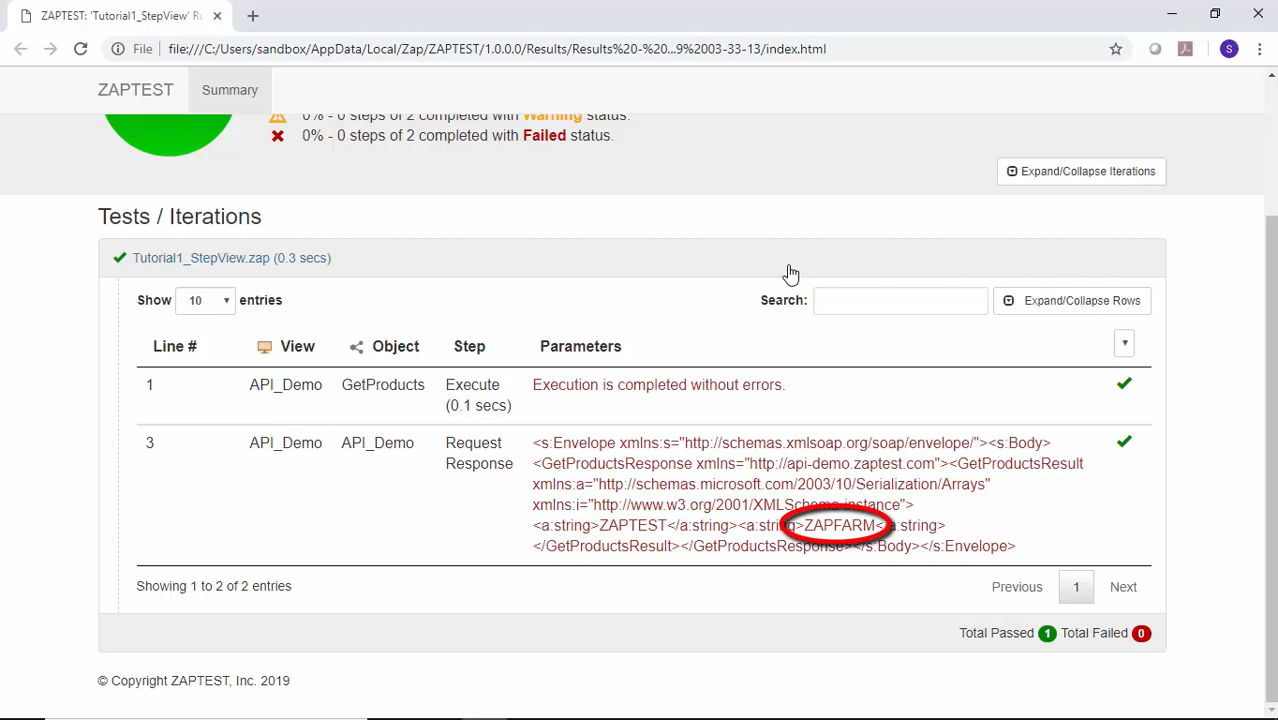 ZAPTEST: 'Tutorial1_StepView' Ru
File
file:///C:/Users/sandbox/AppData/Local/Zap/ZAPTEST/1.0.0.0/Results/Results%20-%20...9%2003-33-13/index.html
S
ZAPTEST Summary
0% - 0 steps of 2 completed with Warning status.
0% - 0 steps of 2 completed with Failed status.
Expand/Collapse Iterations
Tests / Iterations
Tutorial1_StepView.zap (0.3 secs)
Show 10 entries Search: Expand/Collapse Rows
Line # View Object Step Parameters
1 API_Demo GetProducts Execute Execution is completed without errors.
(0.1 secs)
3 API_Demo API_Demo Request <s:Envelope xmlns:s="http://schemas.xmlsoap.org/soap/envelope/"><s:Body>
Response <GetProductsResponse xmlns="http://api-demo.zaptest.com"><GetProductsResult
xmlns:a="http://schemas.microsoft.com/2003/10/Serialization/Arrays"
xmlns:i="http://www.w3.org/2001/XMLSchema-instance">
<a:string>ZAPTEST</a:string><a:string>ZAPFARM</a:string>
</GetProductsResult></GetProductsResponse></s:Body></s:Envelope>
Showing 1 to 2 of 2 entries Previous 1 Next
Total Passed 1 Total Failed 0
© Copyright ZAPTEST, Inc. 2019